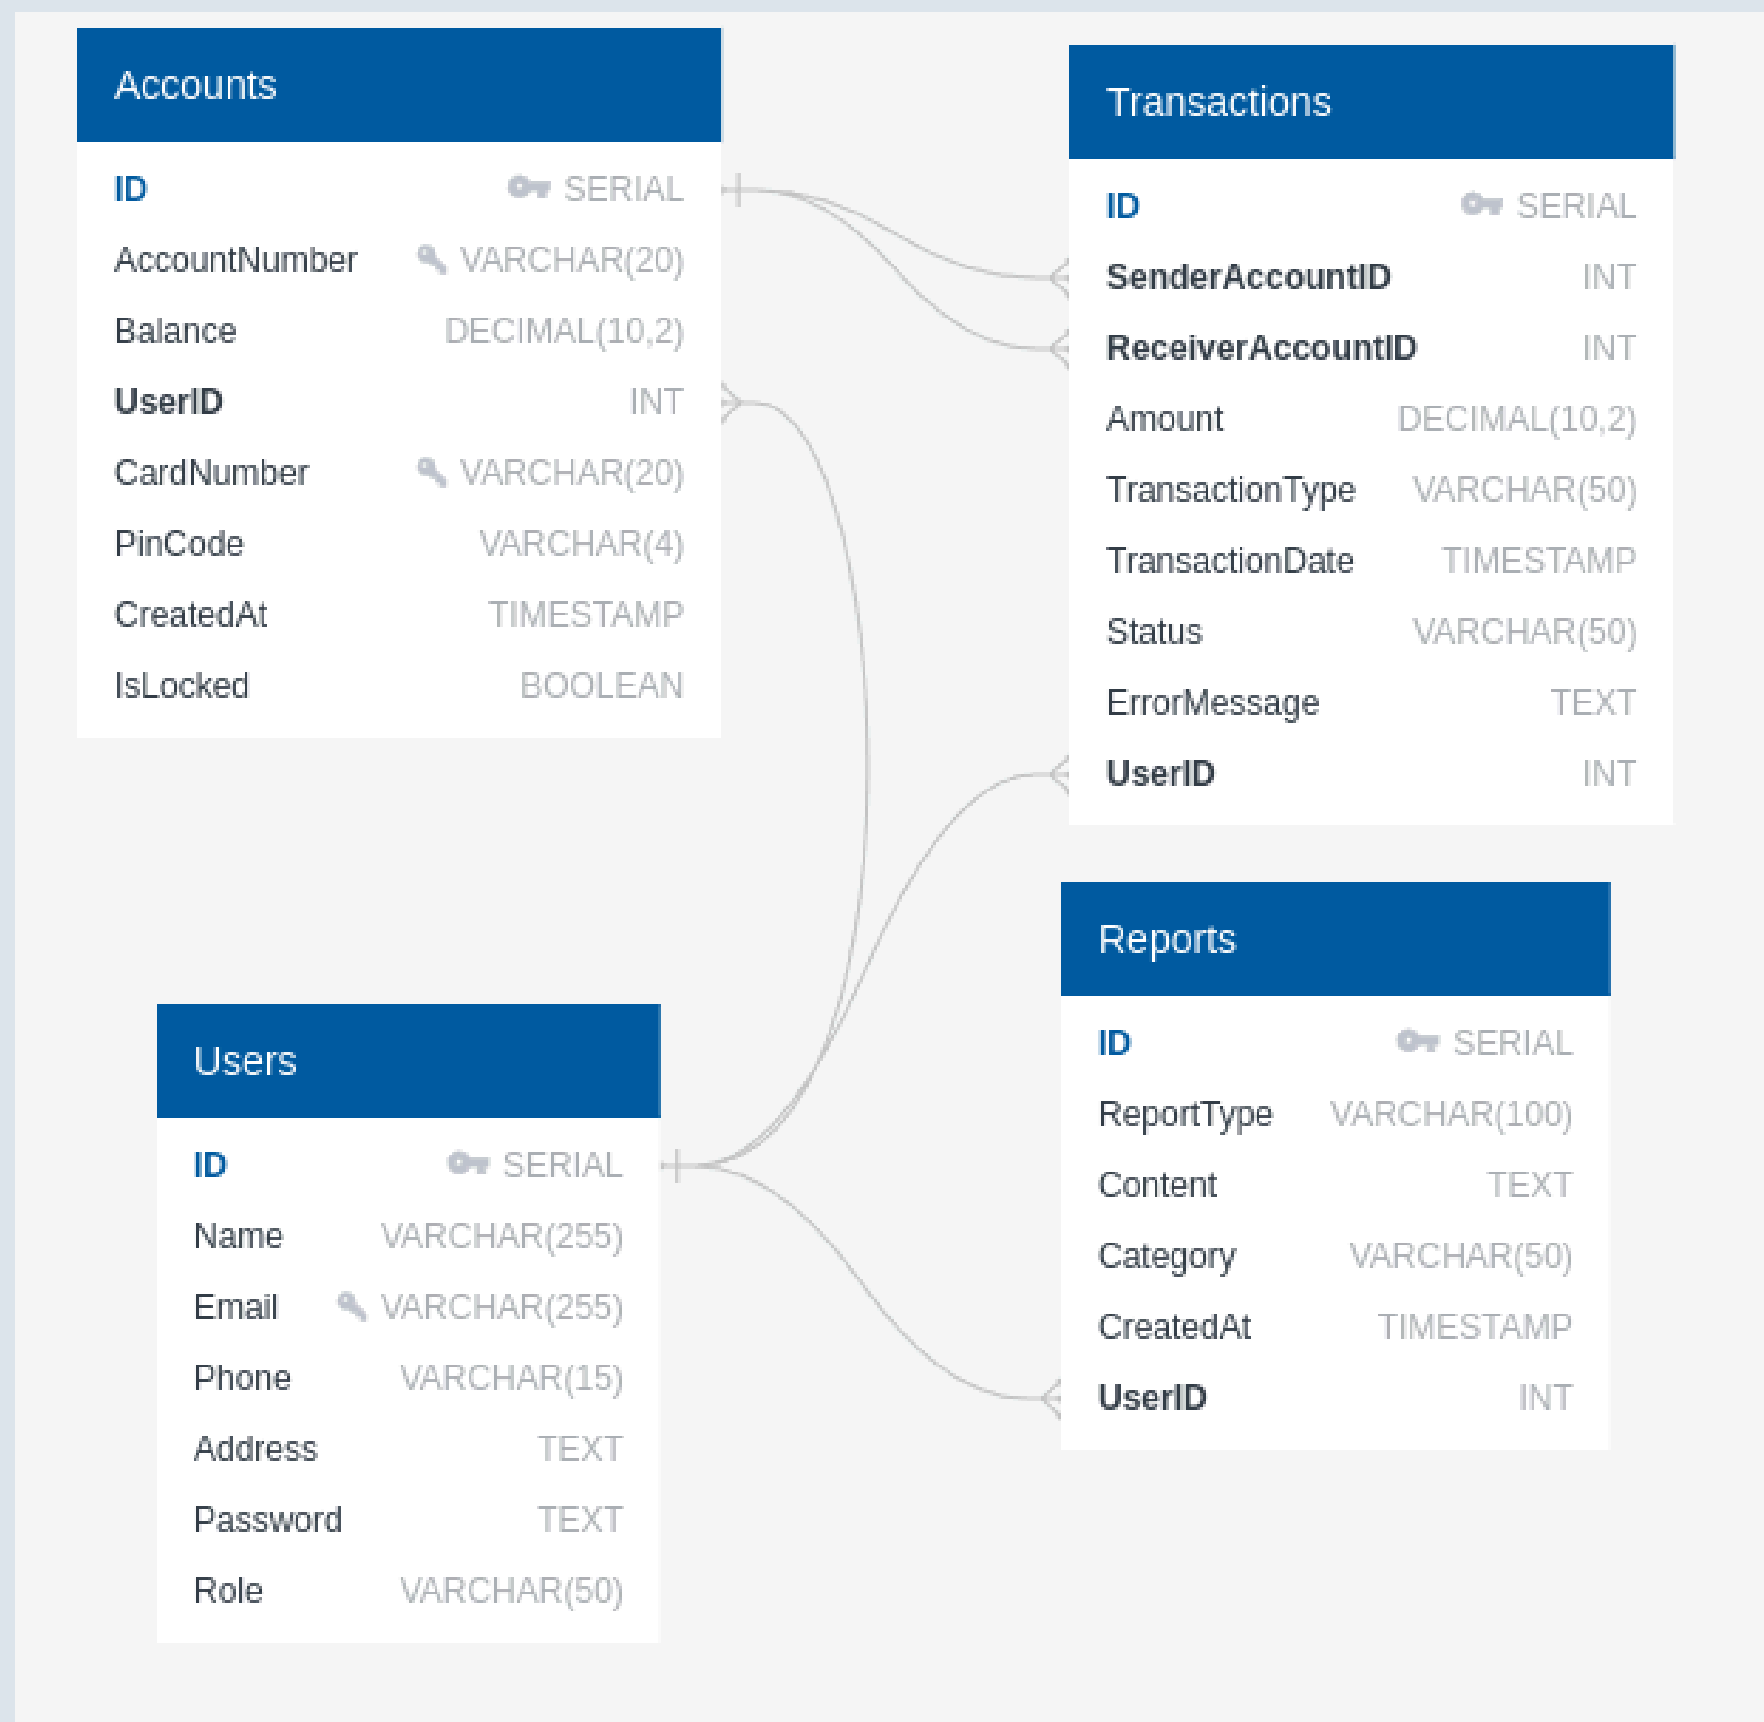 Accounts
ID SERIAL
AccountNumber VARCHAR(20)
Balance DECIMAL(10,2)
UserID INT
CardNumber VARCHAR(20)
PinCode VARCHAR(4)
CreatedAt TIMESTAMP
IsLocked BOOLEAN
Transactions
ID SERIAL
SenderAccountID INT
ReceiverAccountID INT
Amount DECIMAL(10,2)
TransactionType VARCHAR(50)
TransactionDate TIMESTAMP
Status VARCHAR(50)
ErrorMessage TEXT
UserID INT
Reports
ID SERIAL
ReportType VARCHAR(100)
Content TEXT
Category VARCHAR(50)
CreatedAt TIMESTAMP
UserID INT
Users
ID SERIAL
Name VARCHAR(255)
Email VARCHAR(255)
Phone VARCHAR(15)
Address TEXT
Password TEXT
Role VARCHAR(50)